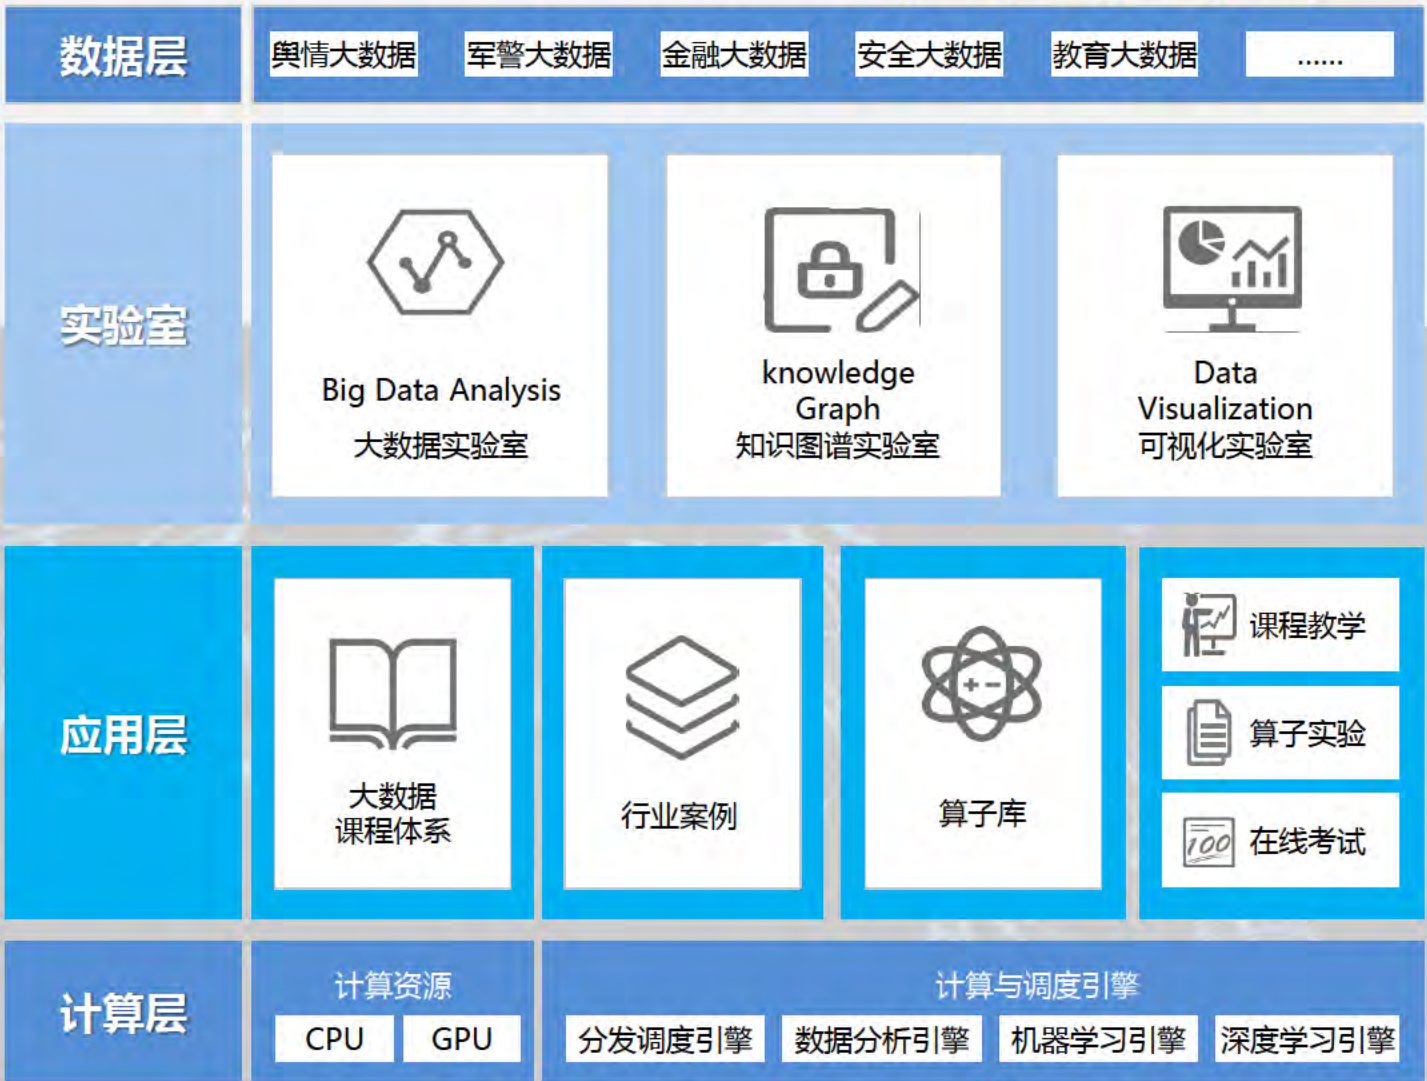 数据层
舆情大数据
军警大数据
金融大数据
安全大数据
教育大数据
......
实验室
Big Data Analysis
大数据实验室
knowledge
Graph
知识图谱实验室
Data
Visualization
可视化实验室
应用层
大数据
课程体系
行业案例
算子库
课程教学
算子实验
100
在线考试
计算层
计算资源
CPU
GPU
计算与调度引擎
分发调度引擎
数据分析引擎
机器学习引擎
深度学习引擎